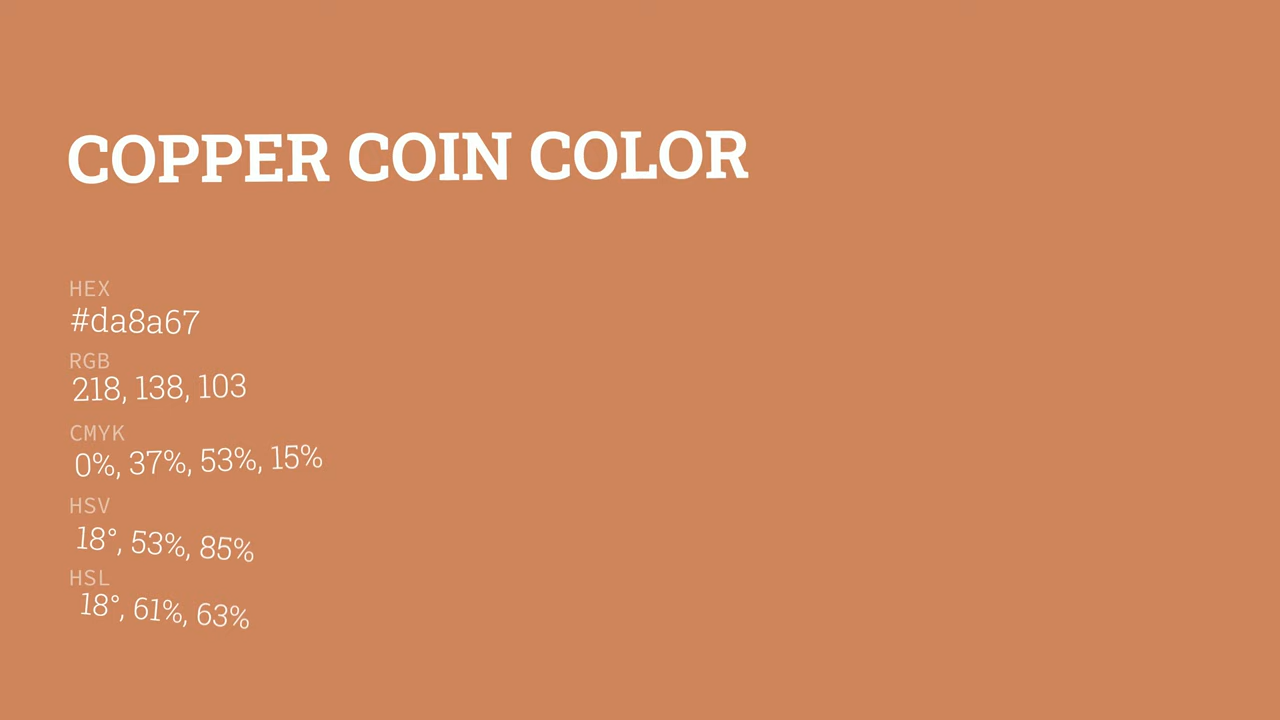 COPPER COIN COLOR
HEX
#da8a67
RGB
218, 138, 103
CMYK
0%, 37%, 53%, 15%
HSV
18°, 53%, 85%
HSL
18°, 61%, 63%